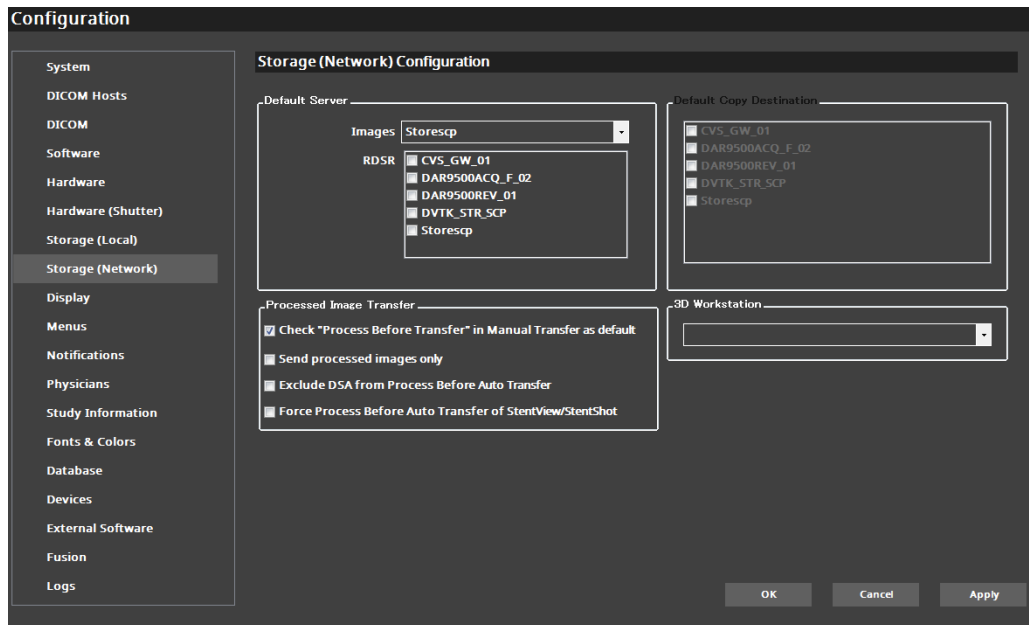 Configuration
System
DICOM Hosts
DICOM
Software
Hardware
Hardware (Shutter)
Storage (Local)
Storage (Network)
Display
Menus
Notifications
Physicians
Study Information
Fonts & Colors
Database
Devices
External Software
Fusion
Logs
Storage (Network) Configuration
Default Server
Images Storescp
RDSR CVS_GW_01
DAR9500ACQ_F_02
DAR9500REV_01
DVTK_STR_SCP
Storescp
Default Copy Destination
CVS_GW_01
DAR9500ACQ_F_02
DAR9500REV_01
DVTK_STR_SCP
Storescp
Processed Image Transfer
Check "Process Before Transfer" in Manual Transfer as default
Send processed images only
Exclude DSA from Process Before Auto Transfer
Force Process Before Auto Transfer of StentView/StentShot
3D Workstation
OK Cancel Apply